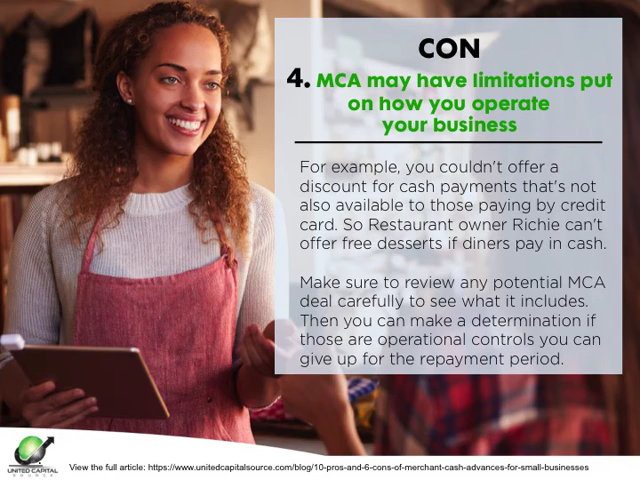 CON
4. MCA may have limitations put
on how you operate
your business
For example, you couldn't offer a
discount for cash payments that's not
also available to those paying by credit
card. So Restaurant owner Richie can't
offer free desserts if diners pay in cash.
Make sure to review any potential MCA
deal carefully to see what it includes.
Then you can make a determination if
those are operational controls you can
give up for the repayment period.
UNITED CAPITAL
SOURCE
View the full article: https://www.unitedcapitalsource.com/blog/10-pros-and-6-cons-of-merchant-cash-advances-for-small-businesses